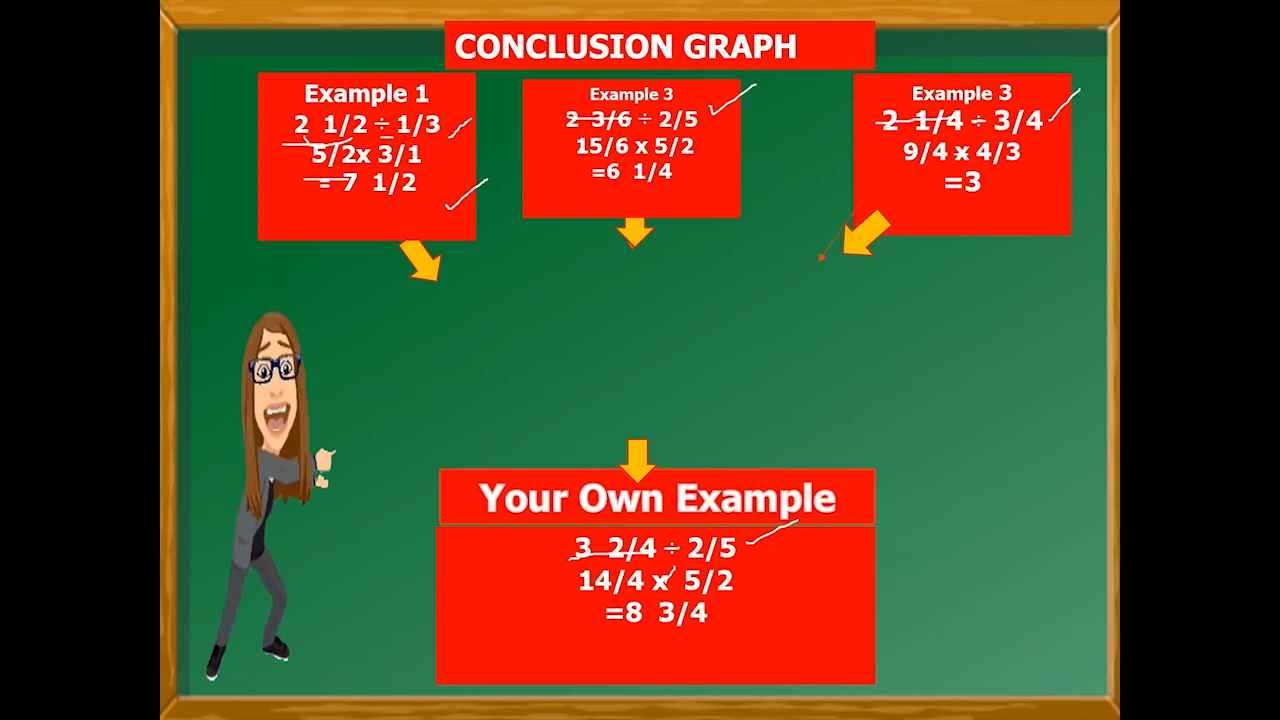 CONCLUSION GRAPH
Example 1
2 1/2 ÷ 1/3
5/2x 3/1
= 7 1/2
Example 3
2 3/6 ÷ 2/5
15/6 x 5/2
=6 1/4
Example 3
2 1/4 ÷ 3/4
9/4 x 4/3
=3
Your Own Example
3 2/4 ÷ 2/5
14/4 x 5/2
=8 3/4